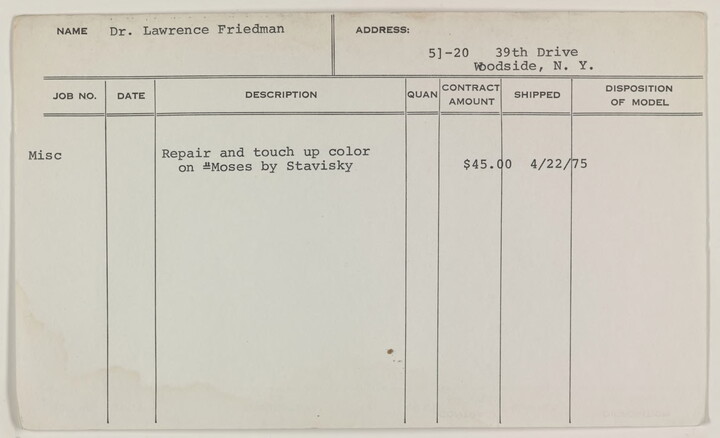 NAME Dr. Lawrence Friedman
ADDRESS:
5]-20 39th Drive
Woodside, N. Y.
JOB NO. DATE DESCRIPTION QUAN CONTRACT AMOUNT SHIPPED DISPOSITION OF MODEL
Misc Repair and touch up color
on "Moses by Stavisky $45.00 4/22/75